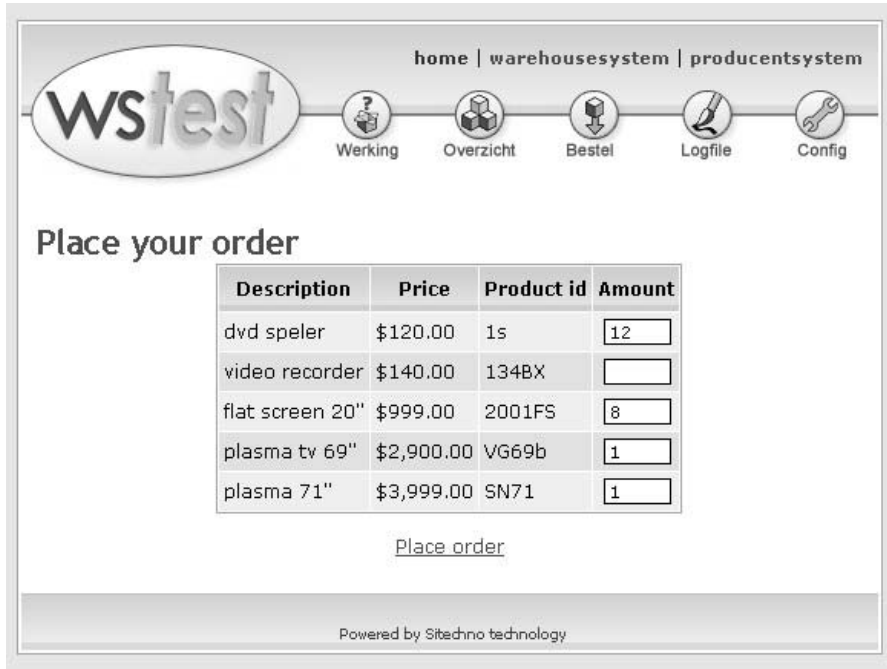 wstest
home | warehousesystem | producentsystem
Werking Overzicht Bestel Logfile Config
Place your order
Description Price Product id Amount
dvd speler $120.00 1s 12
video recorder $140.00 134BX
flat screen 20" $999.00 2001FS 8
plasma tv 69" $2,900.00 VG69b 1
plasma 71" $3,999.00 SN71 1
Place order
Powered by Sitechno technology